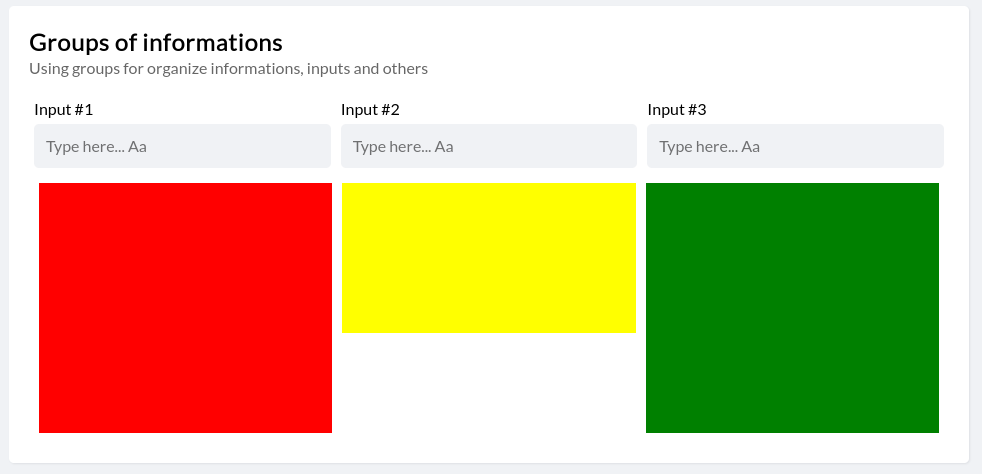 Groups of informations
Using groups for organize informations, inputs and others
Input #1 Input #2 Input #3
Type here... Aa Type here... Aa Type here... Aa